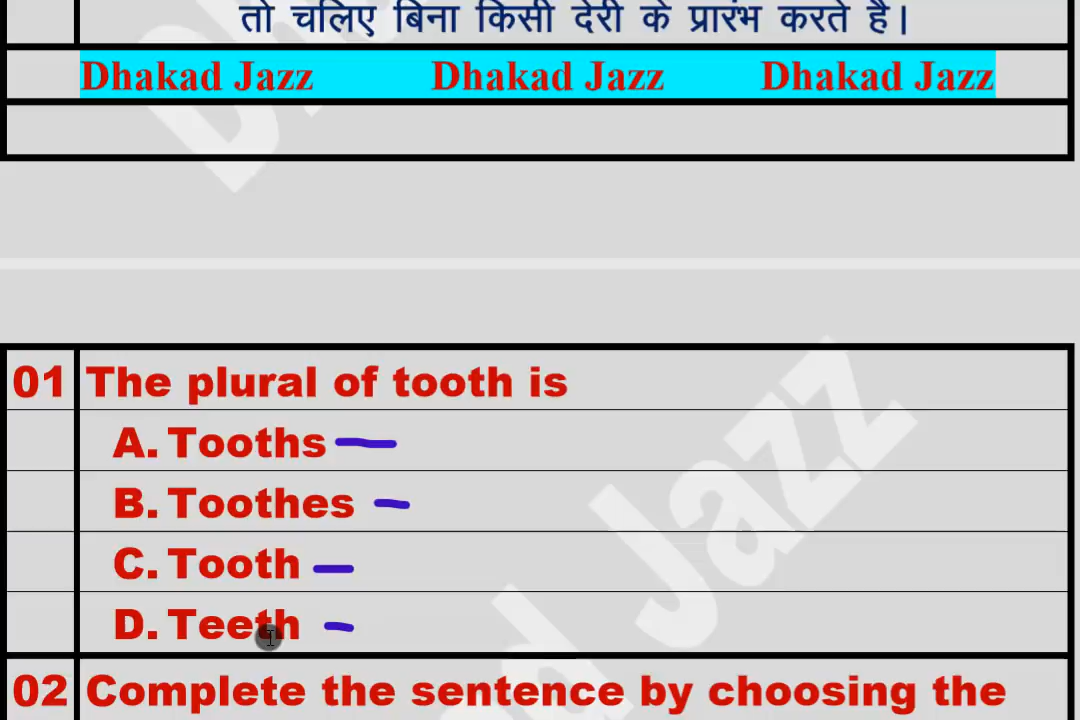 तो चलिए बिना किसी देरी के प्रारंभ करते है।
Dhakad Jazz Dhakad Jazz Dhakad Jazz
01 The plural of tooth is
A. Tooths
B. Toothes
C. Tooth
D. Teeth
02 Complete the sentence by choosing the